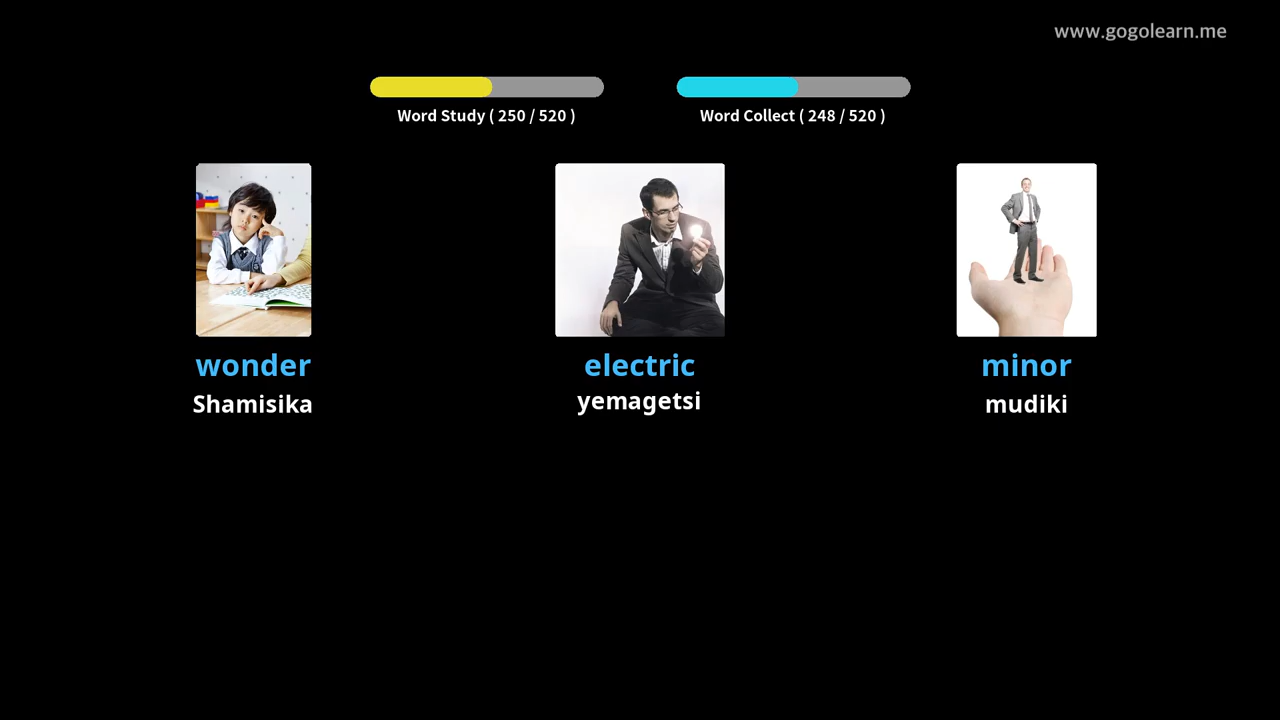 www.gogolearn.me
Word Study ( 250 / 520 )
Word Collect ( 248 / 520 )
wonder
Shamisika
electric
yemagetsi
minor
mudiki